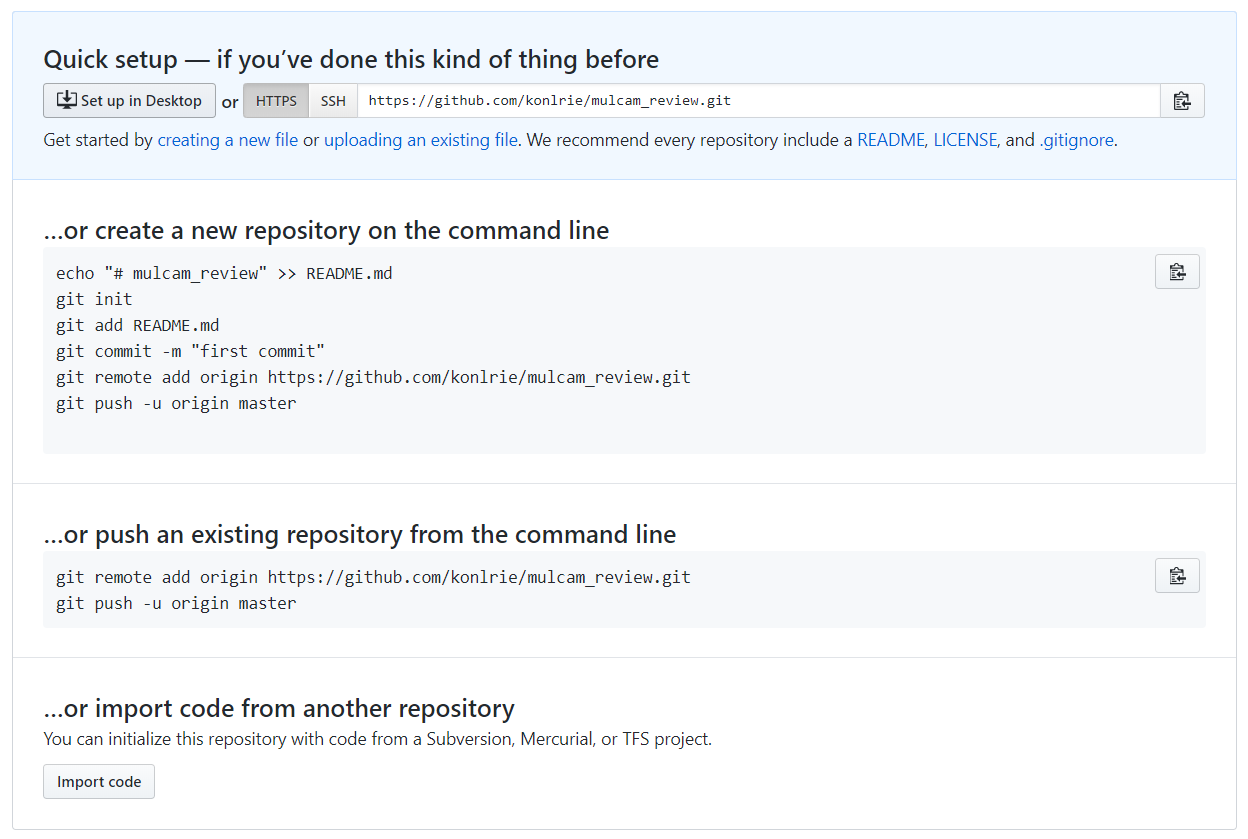 Quick setup — if you’ve done this kind of thing before
Set up in Desktop or HTTPS SSH https://github.com/konlrie/mulcam_review.git
Get started by creating a new file or uploading an existing file. We recommend every repository include a README, LICENSE, and .gitignore.
…or create a new repository on the command line
echo "# mulcam_review" >> README.md
git init
git add README.md
git commit -m "first commit"
git remote add origin https://github.com/konlrie/mulcam_review.git
git push -u origin master
…or push an existing repository from the command line
git remote add origin https://github.com/konlrie/mulcam_review.git
git push -u origin master
…or import code from another repository
You can initialize this repository with code from a Subversion, Mercurial, or TFS project.
Import code